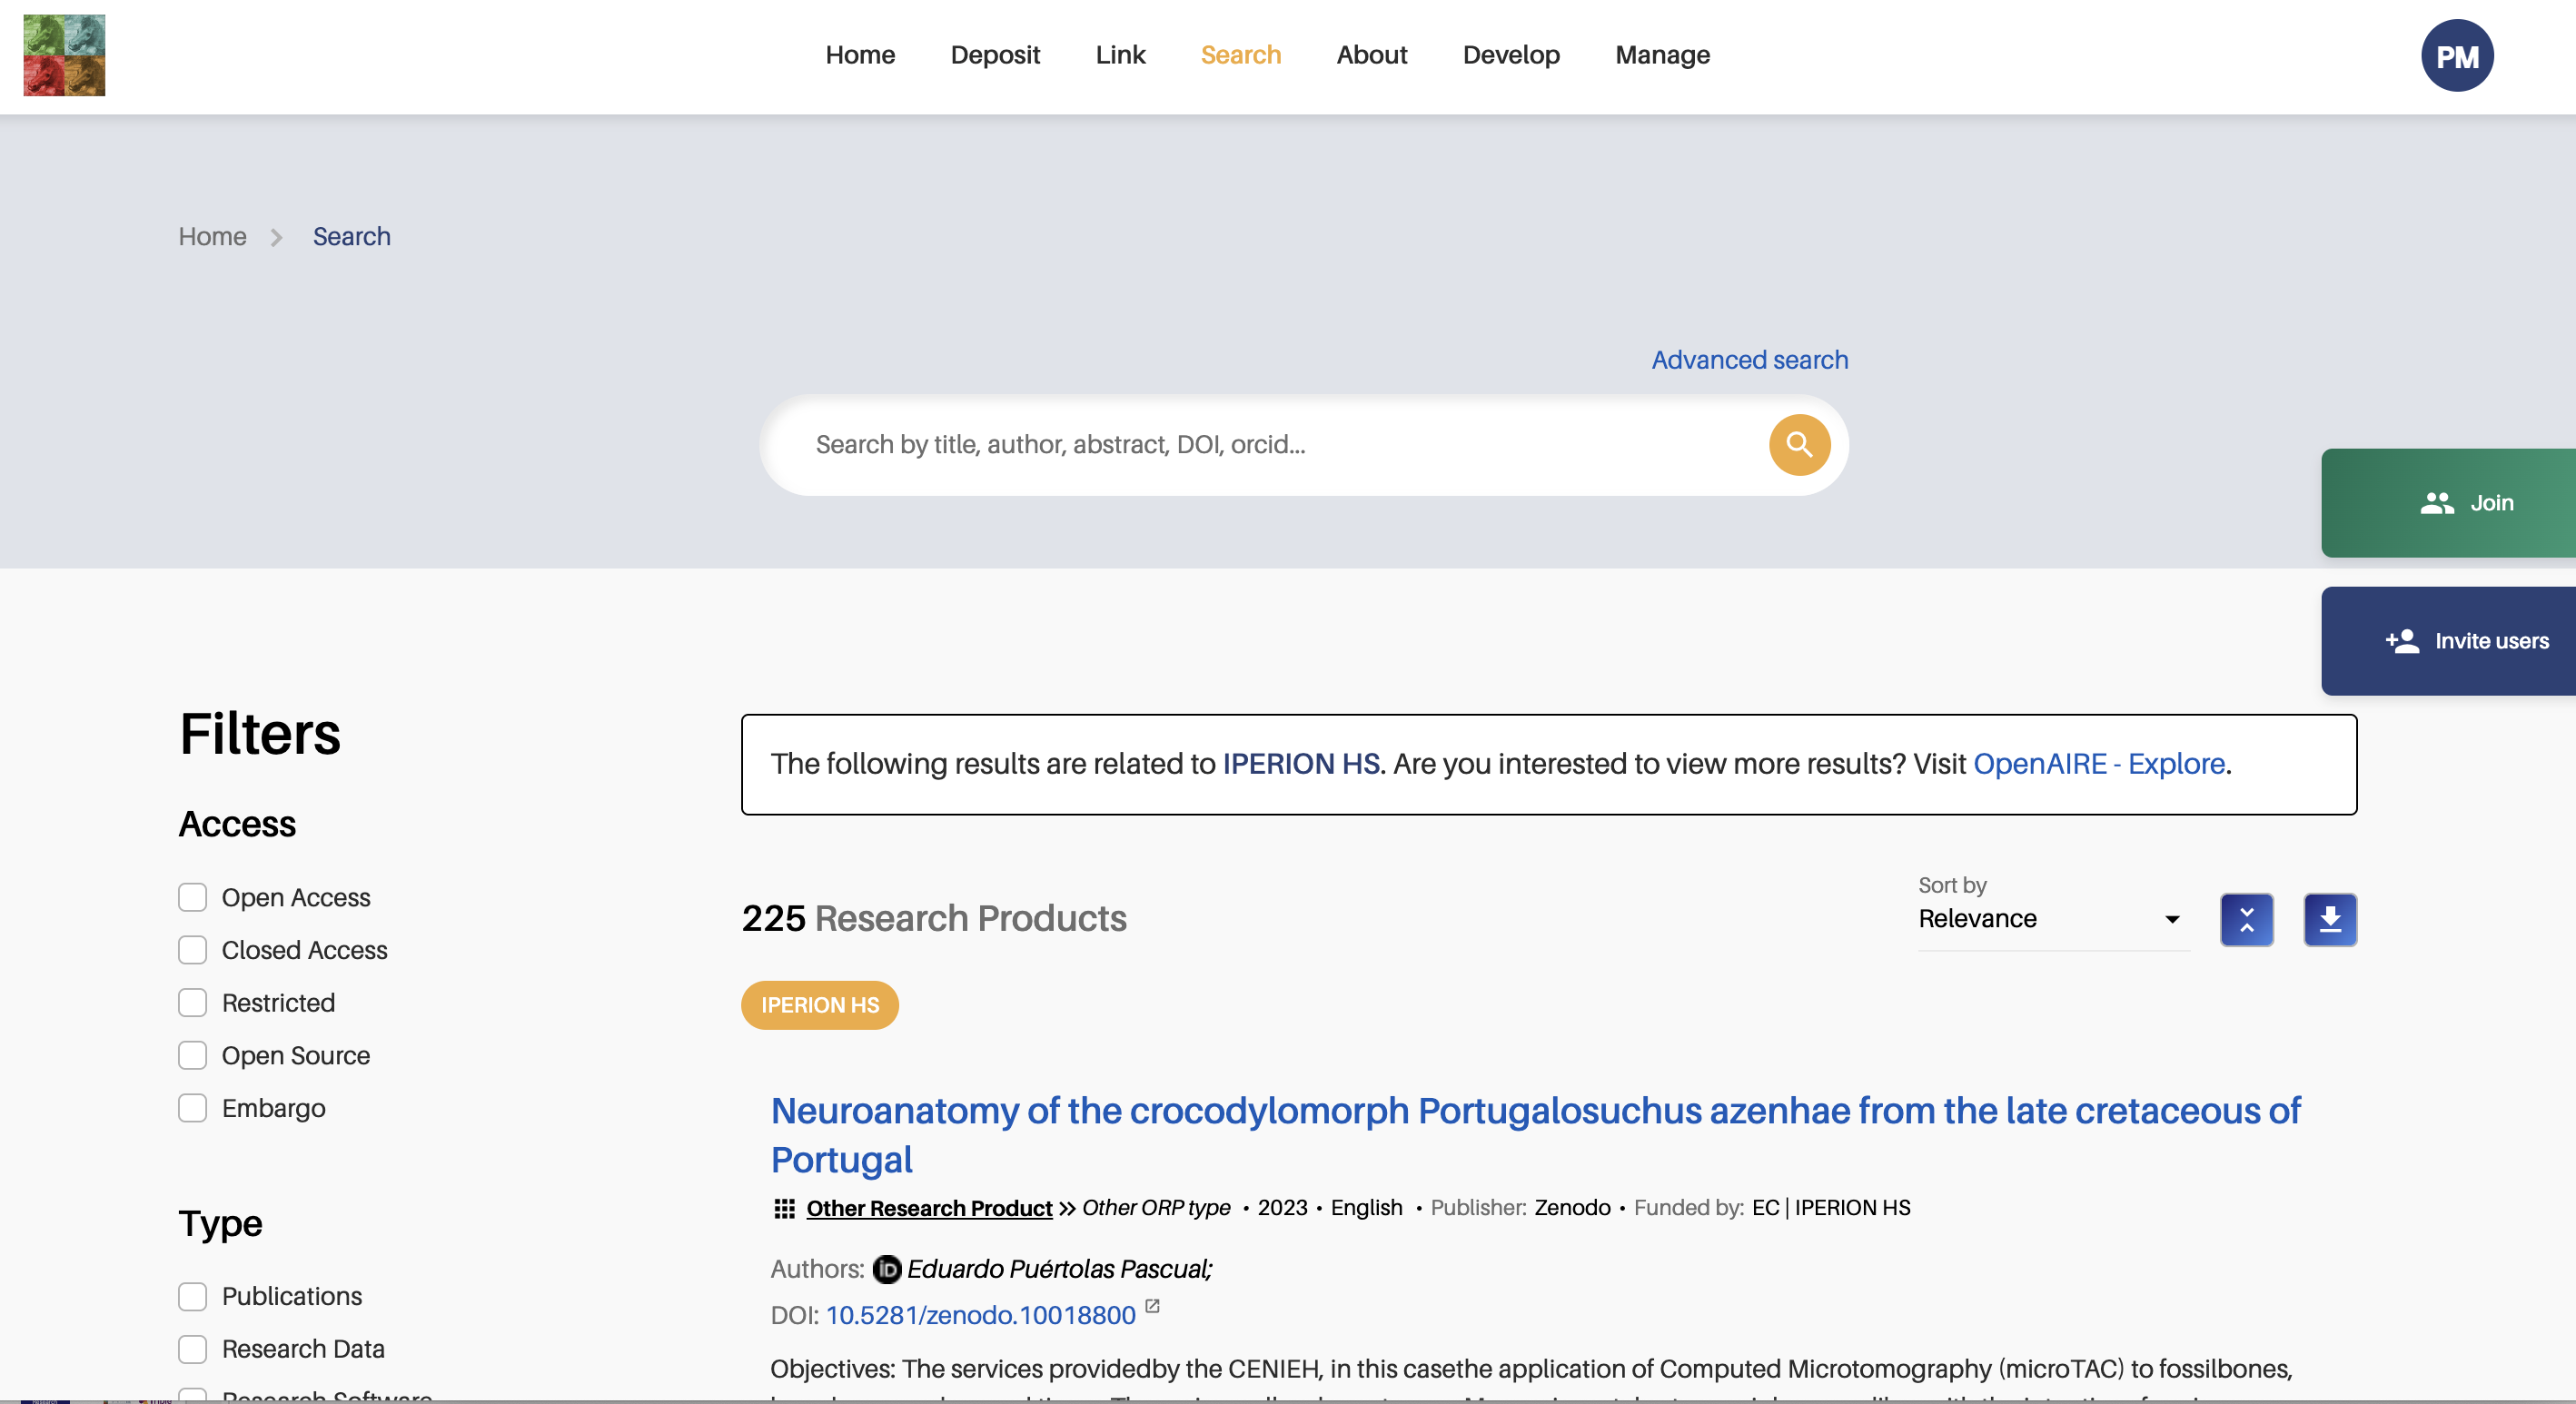 Home Deposit Link Search About Develop Manage
PM
Home Search
Advanced search
Search by title, author, abstract, DOI, orcid...
Join
Invite users
Filters
Access
Open Access
Closed Access
Restricted
Open Source
Embargo
Type
Publications
Research Data
Research Software
The following results are related to IPERION HS. Are you interested to view more results? Visit OpenAIRE - Explore.
225 Research Products
Sort by
Relevance
IPERION HS
Neuroanatomy of the crocodylomorph Portugalosuchus azenhae from the late cretaceous of
Portugal
Other Research Product » Other ORP type • 2023 • English • Publisher: Zenodo • Funded by: EC | IPERION HS
Authors: iD Eduardo Puértolas Pascual;
DOI: 10.5281/zenodo.10018800
Objectives: The services providedby the CENIEH, in this casethe application of Computed Microtomography (microTAC) to fossilbones,